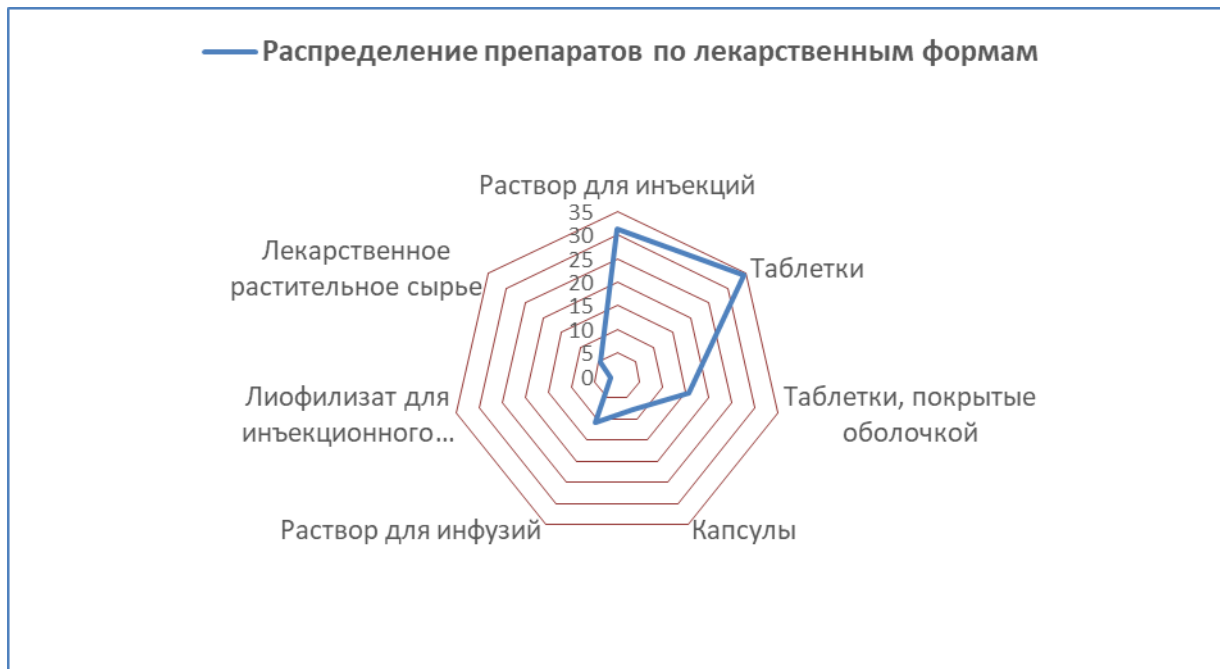 Распределение препаратов по лекарственным формам
Раствор для инъекций
35
30
25
20
15
10
5
0
Таблетки
Таблетки, покрытые
оболочкой
Капсулы
Раствор для инфузий
Лиофилизат для
инъекционного...
Лекарственное
растительное сырье